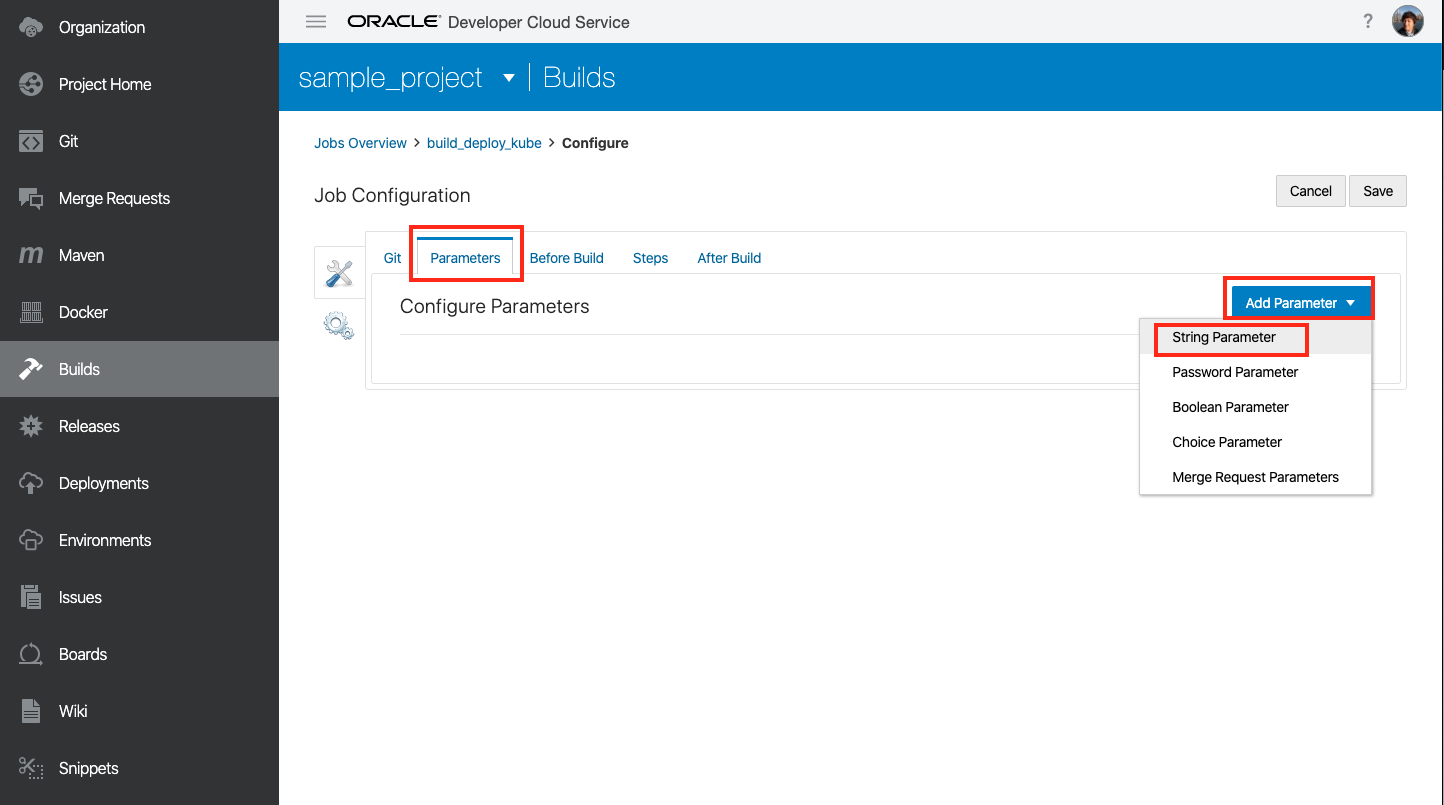 Organization
Project Home
Git
Merge Requests
Maven
Docker
Builds
Releases
Deployments
Environments
Issues
Boards
Wiki
Snippets
ORACLE® Developer Cloud Service
?
sample_project | Builds
Jobs Overview > build_deploy_kube > Configure
Job Configuration
Cancel Save
Git Parameters Before Build Steps After Build
Configure Parameters
Add Parameter
String Parameter
Password Parameter
Boolean Parameter
Choice Parameter
Merge Request Parameters